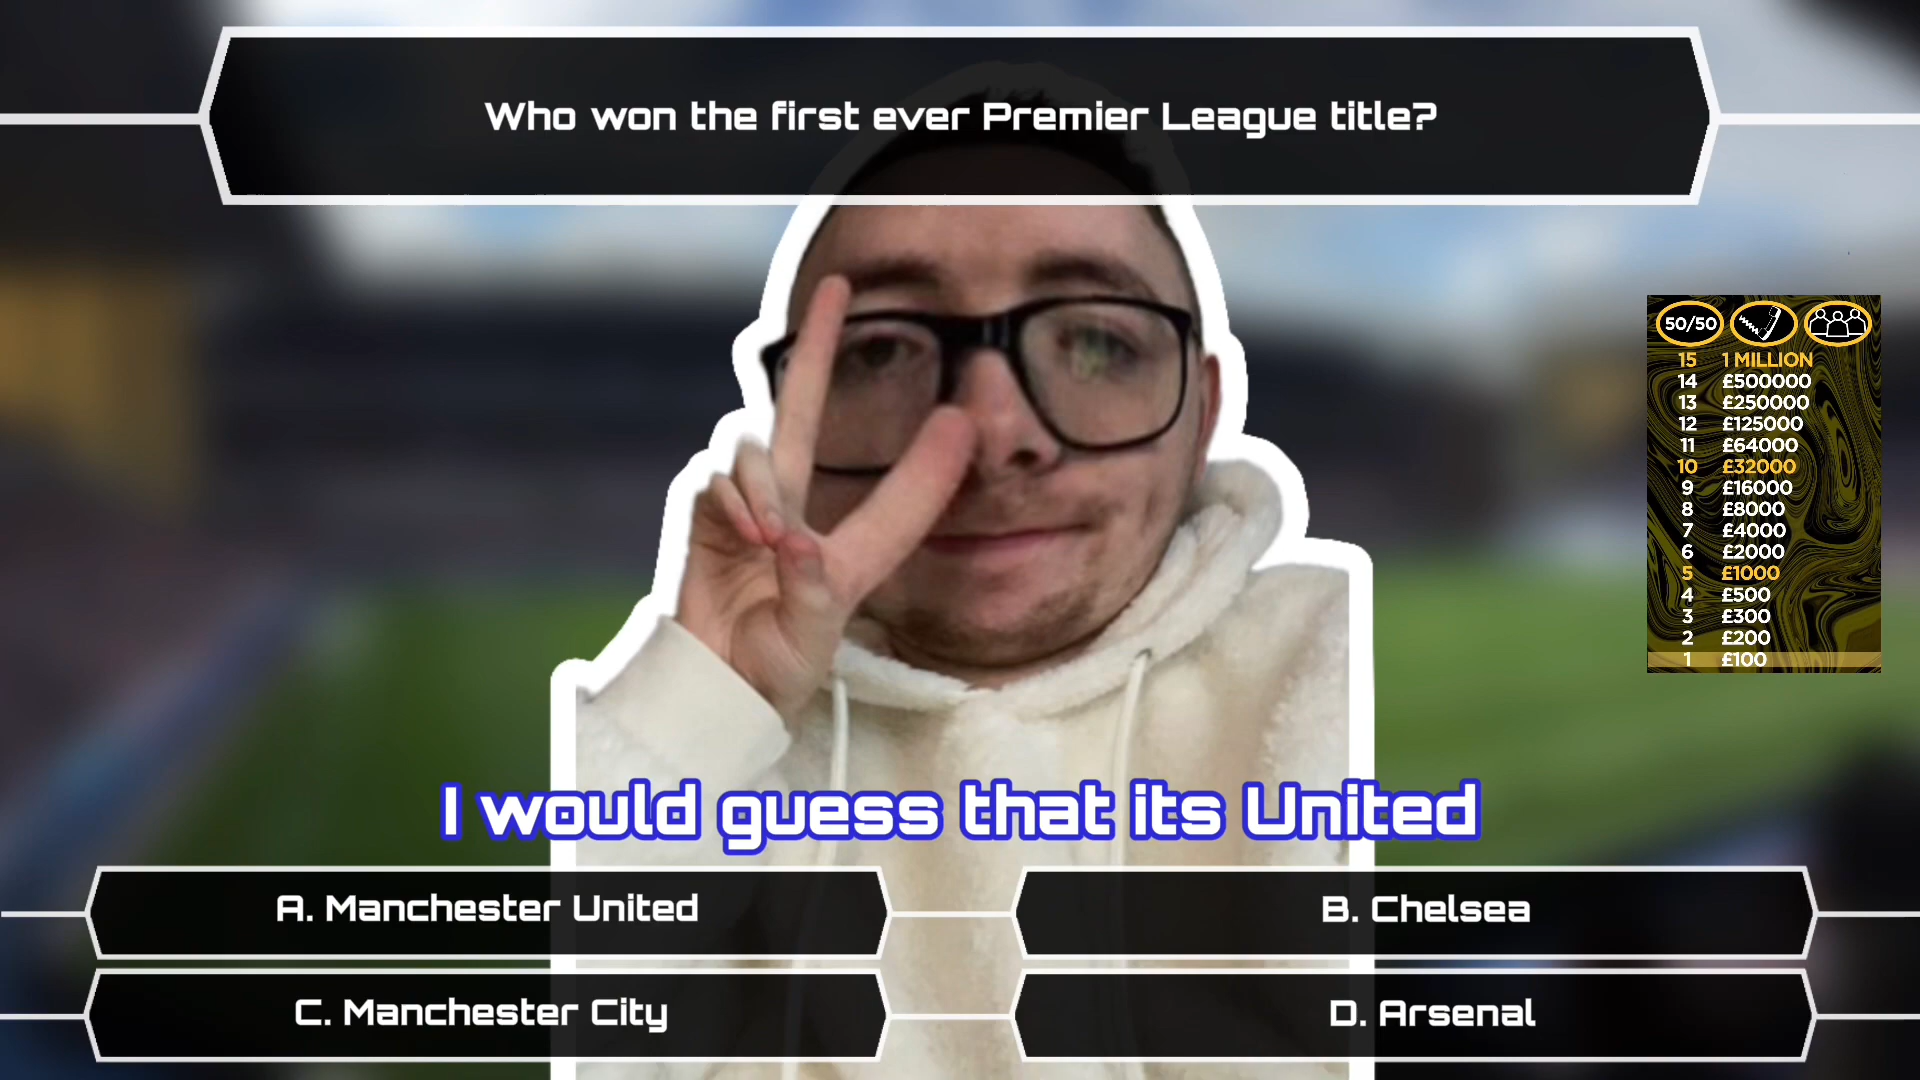 Who won the first ever Premier League title?
50/50
15 1 MILLION
14 £500000
13 £250000
12 £125000
11 £64000
10 £32000
9 £16000
8 £8000
7 £4000
6 £2000
5 £1000
4 £500
3 £300
2 £200
1 £100
I would guess that its United
A. Manchester United
B. Chelsea
C. Manchester City
D. Arsenal